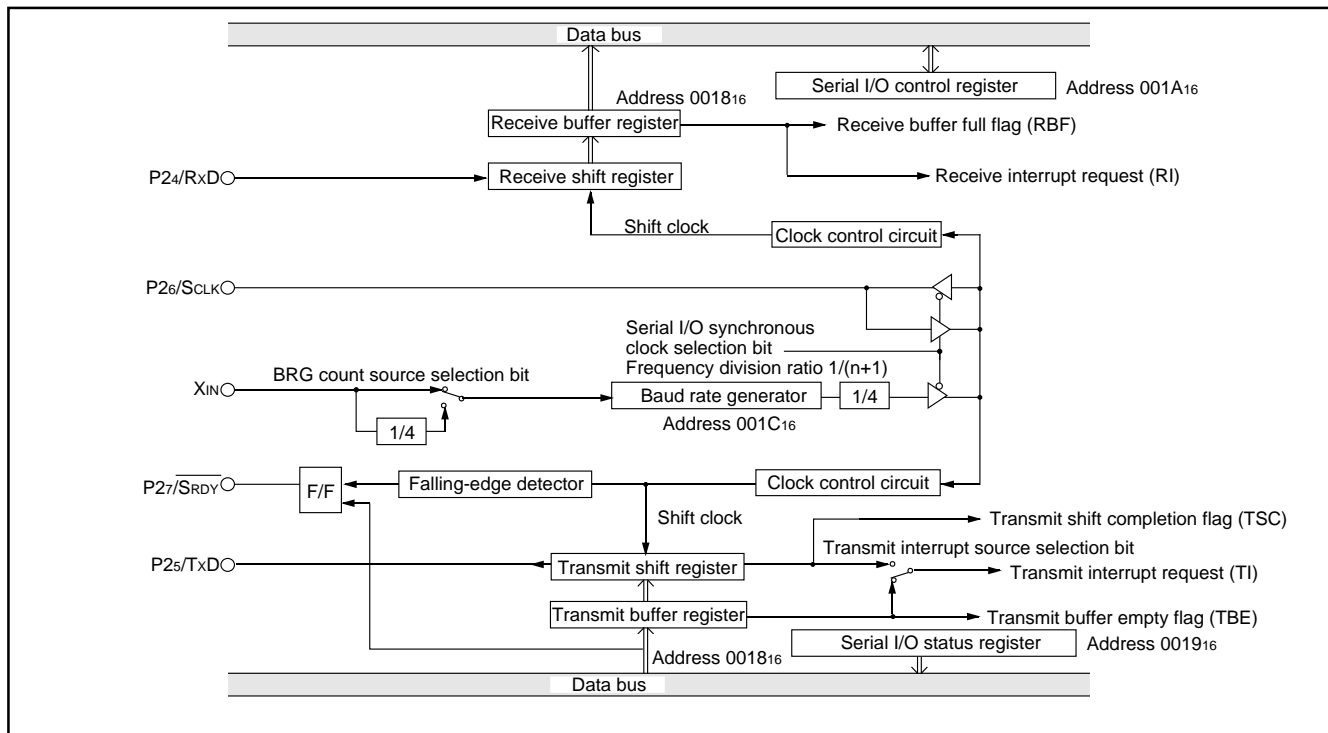 Data bus
Serial I/O control register
Address 001A16
Address 001816
Receive buffer register
Receive buffer full flag (RBF)
P24/RXD
Receive shift register
Receive interrupt request (RI)
Shift clock
Clock control circuit
P26/SCLK
Serial I/O synchronous
clock selection bit
Frequency division ratio 1/(n+1)
XIN
BRG count source selection bit
Baud rate generator
1/4
1/4
Address 001C16
P27/SRDY
F/F
Falling-edge detector
Clock control circuit
Shift clock
Transmit shift completion flag (TSC)
Transmit interrupt source selection bit
P25/TXD
Transmit shift register
Transmit interrupt request (TI)
Transmit buffer register
Transmit buffer empty flag (TBE)
Serial I/O status register
Address 001916
Address 001816
Data bus